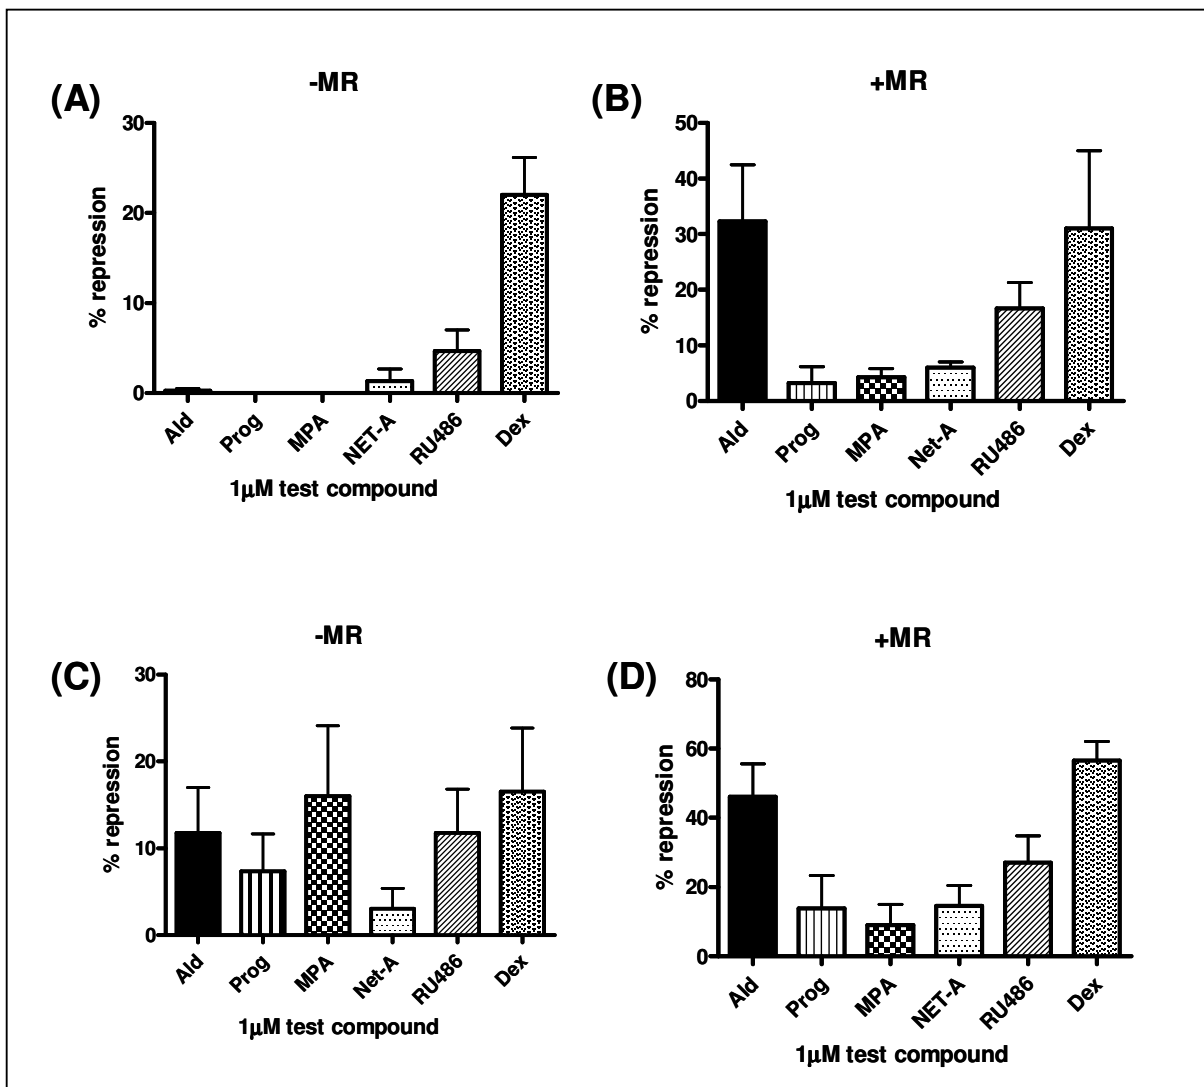 (A)
-MR
30
20
10
0
% repression
Ald
Prog
MPA
NET-A
RU486
Dex
1µM test compound
(B)
+MR
50
40
30
20
10
0
% repression
Ald
Prog
MPA
Net-A
RU486
Dex
1µM test compound
(C)
-MR
30
20
10
0
% repression
Ald
Prog
MPA
Net-A
RU486
Dex
1µM test compound
(D)
+MR
80
60
40
20
0
% repression
Ald
Prog
MPA
NET-A
RU486
Dex
1µM test compound